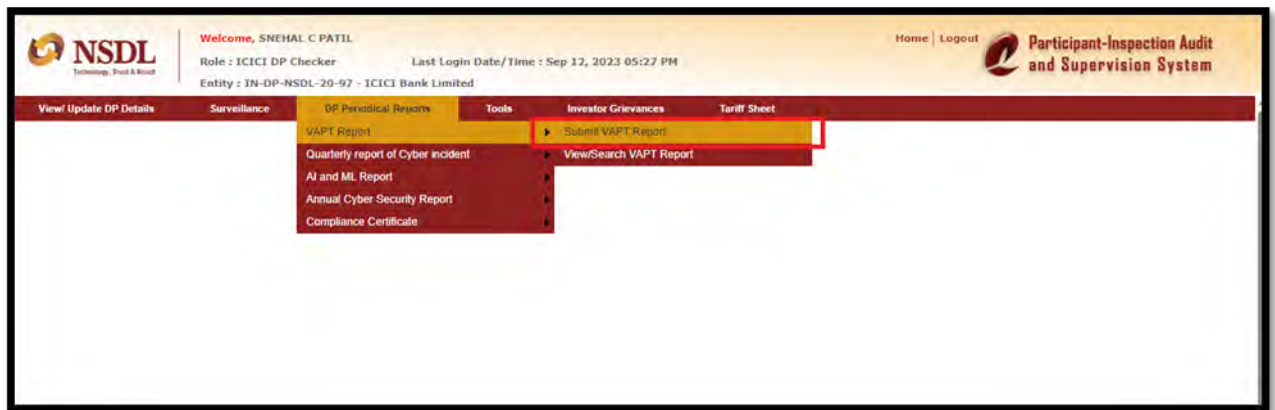 NSDL
Technology, Trust & Reach
Welcome, SNEHAL C PATIL
Role : ICICI DP Checker Last Login Date/Time : Sep 12, 2023 05:27 PM
Entity : IN-DP-NSDL-20-97 - ICICI Bank Limited
Home | Logout
Participant-Inspection Audit
and Supervision System
View/ Update DP Details Surveillance DP Periodical Reports Tools Investor Grievances Tariff Sheet
VAPT Report Submit VAPT Report
Quarterly report of Cyber incident View/Search VAPT Report
AI and ML Report
Annual Cyber Security Report
Compliance Certificate